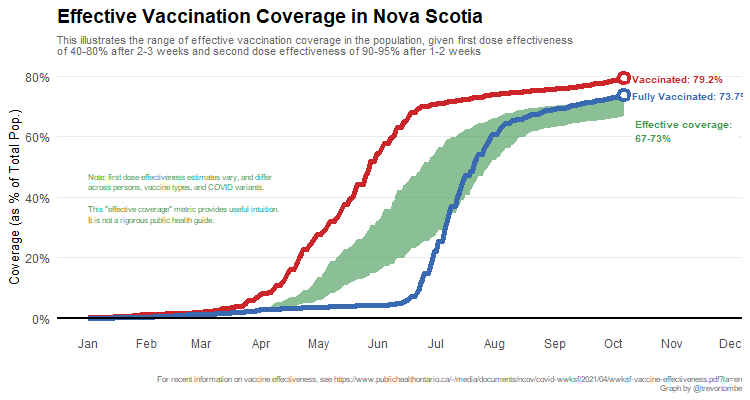 Effective Vaccination Coverage in Nova Scotia
This illustrates the range of effective vaccination coverage in the population, given first dose effectiveness
of 40-80% after 2-3 weeks and second dose effectiveness of 90-95% after 1-2 weeks
Coverage (as % of Total Pop.)
80%
60%
40%
20%
0%
Vaccinated: 79.2%
Fully Vaccinated: 73.7%
Effective coverage:
67-73%
Note: first dose effectiveness estimates vary, and differ
across persons, vaccine types, and COVID variants.
This "effective coverage" metric provides useful intuition.
It is not a rigorous public health guide.
Jan Feb Mar Apr May Jun Jul Aug Sep Oct Nov Dec
For recent information on vaccine effectiveness, see https://www.publichealthontario.ca/-/media/documents/ncov/covid-wwksf/2021/04/wwksf-vaccine-effectiveness.pdf?la=en
Graph by @trevortombe